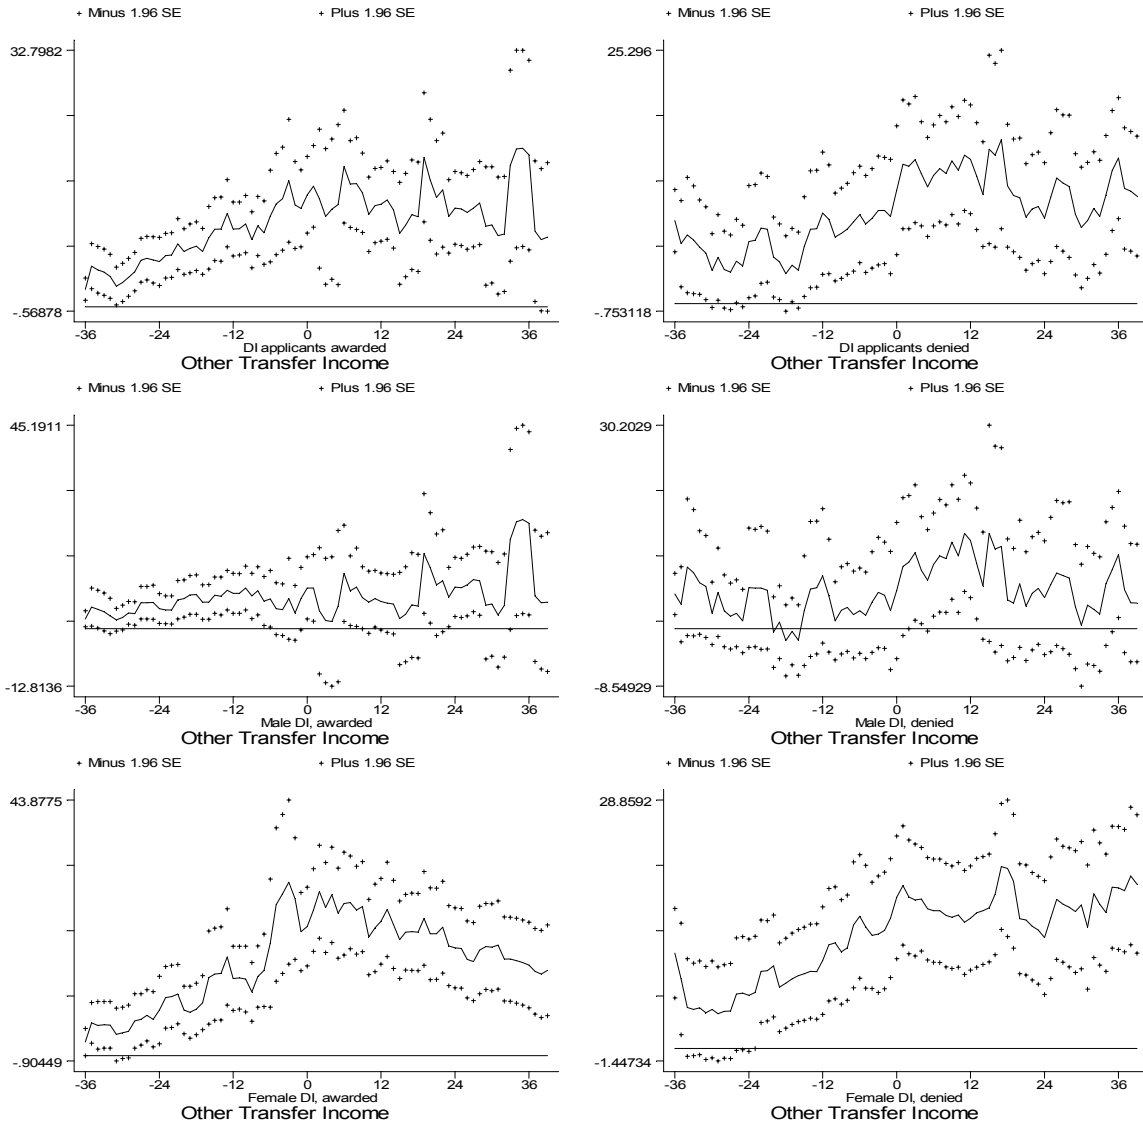 + Minus 1.96 SE + Plus 1.96 SE
32.7982
-.56878
-36 -24 -12 0 12 24 36
DI applicants awarded
Other Transfer Income
+ Minus 1.96 SE + Plus 1.96 SE
25.296
-.753118
-36 -24 -12 0 12 24 36
DI applicants denied
Other Transfer Income
+ Minus 1.96 SE + Plus 1.96 SE
45.1911
-12.8136
-36 -24 -12 0 12 24 36
Male DI, awarded
Other Transfer Income
+ Minus 1.96 SE + Plus 1.96 SE
30.2029
-8.54929
-36 -24 -12 0 12 24 36
Male DI, denied
Other Transfer Income
+ Minus 1.96 SE + Plus 1.96 SE
43.8775
-.90449
-36 -24 -12 0 12 24 36
Female DI, awarded
Other Transfer Income
+ Minus 1.96 SE + Plus 1.96 SE
28.8592
-1.44734
-36 -24 -12 0 12 24 36
Female DI, denied
Other Transfer Income